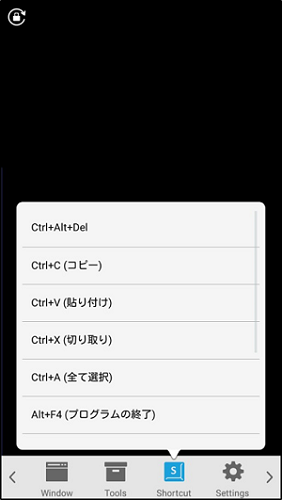 Ctrl+Alt+Del
Ctrl+C (コピー)
Ctrl+V (貼り付け)
Ctrl+X (切り取り)
Ctrl+A (全て選択)
Alt+F4 (プログラムの終了)
S
Window Tools Shortcut Settings